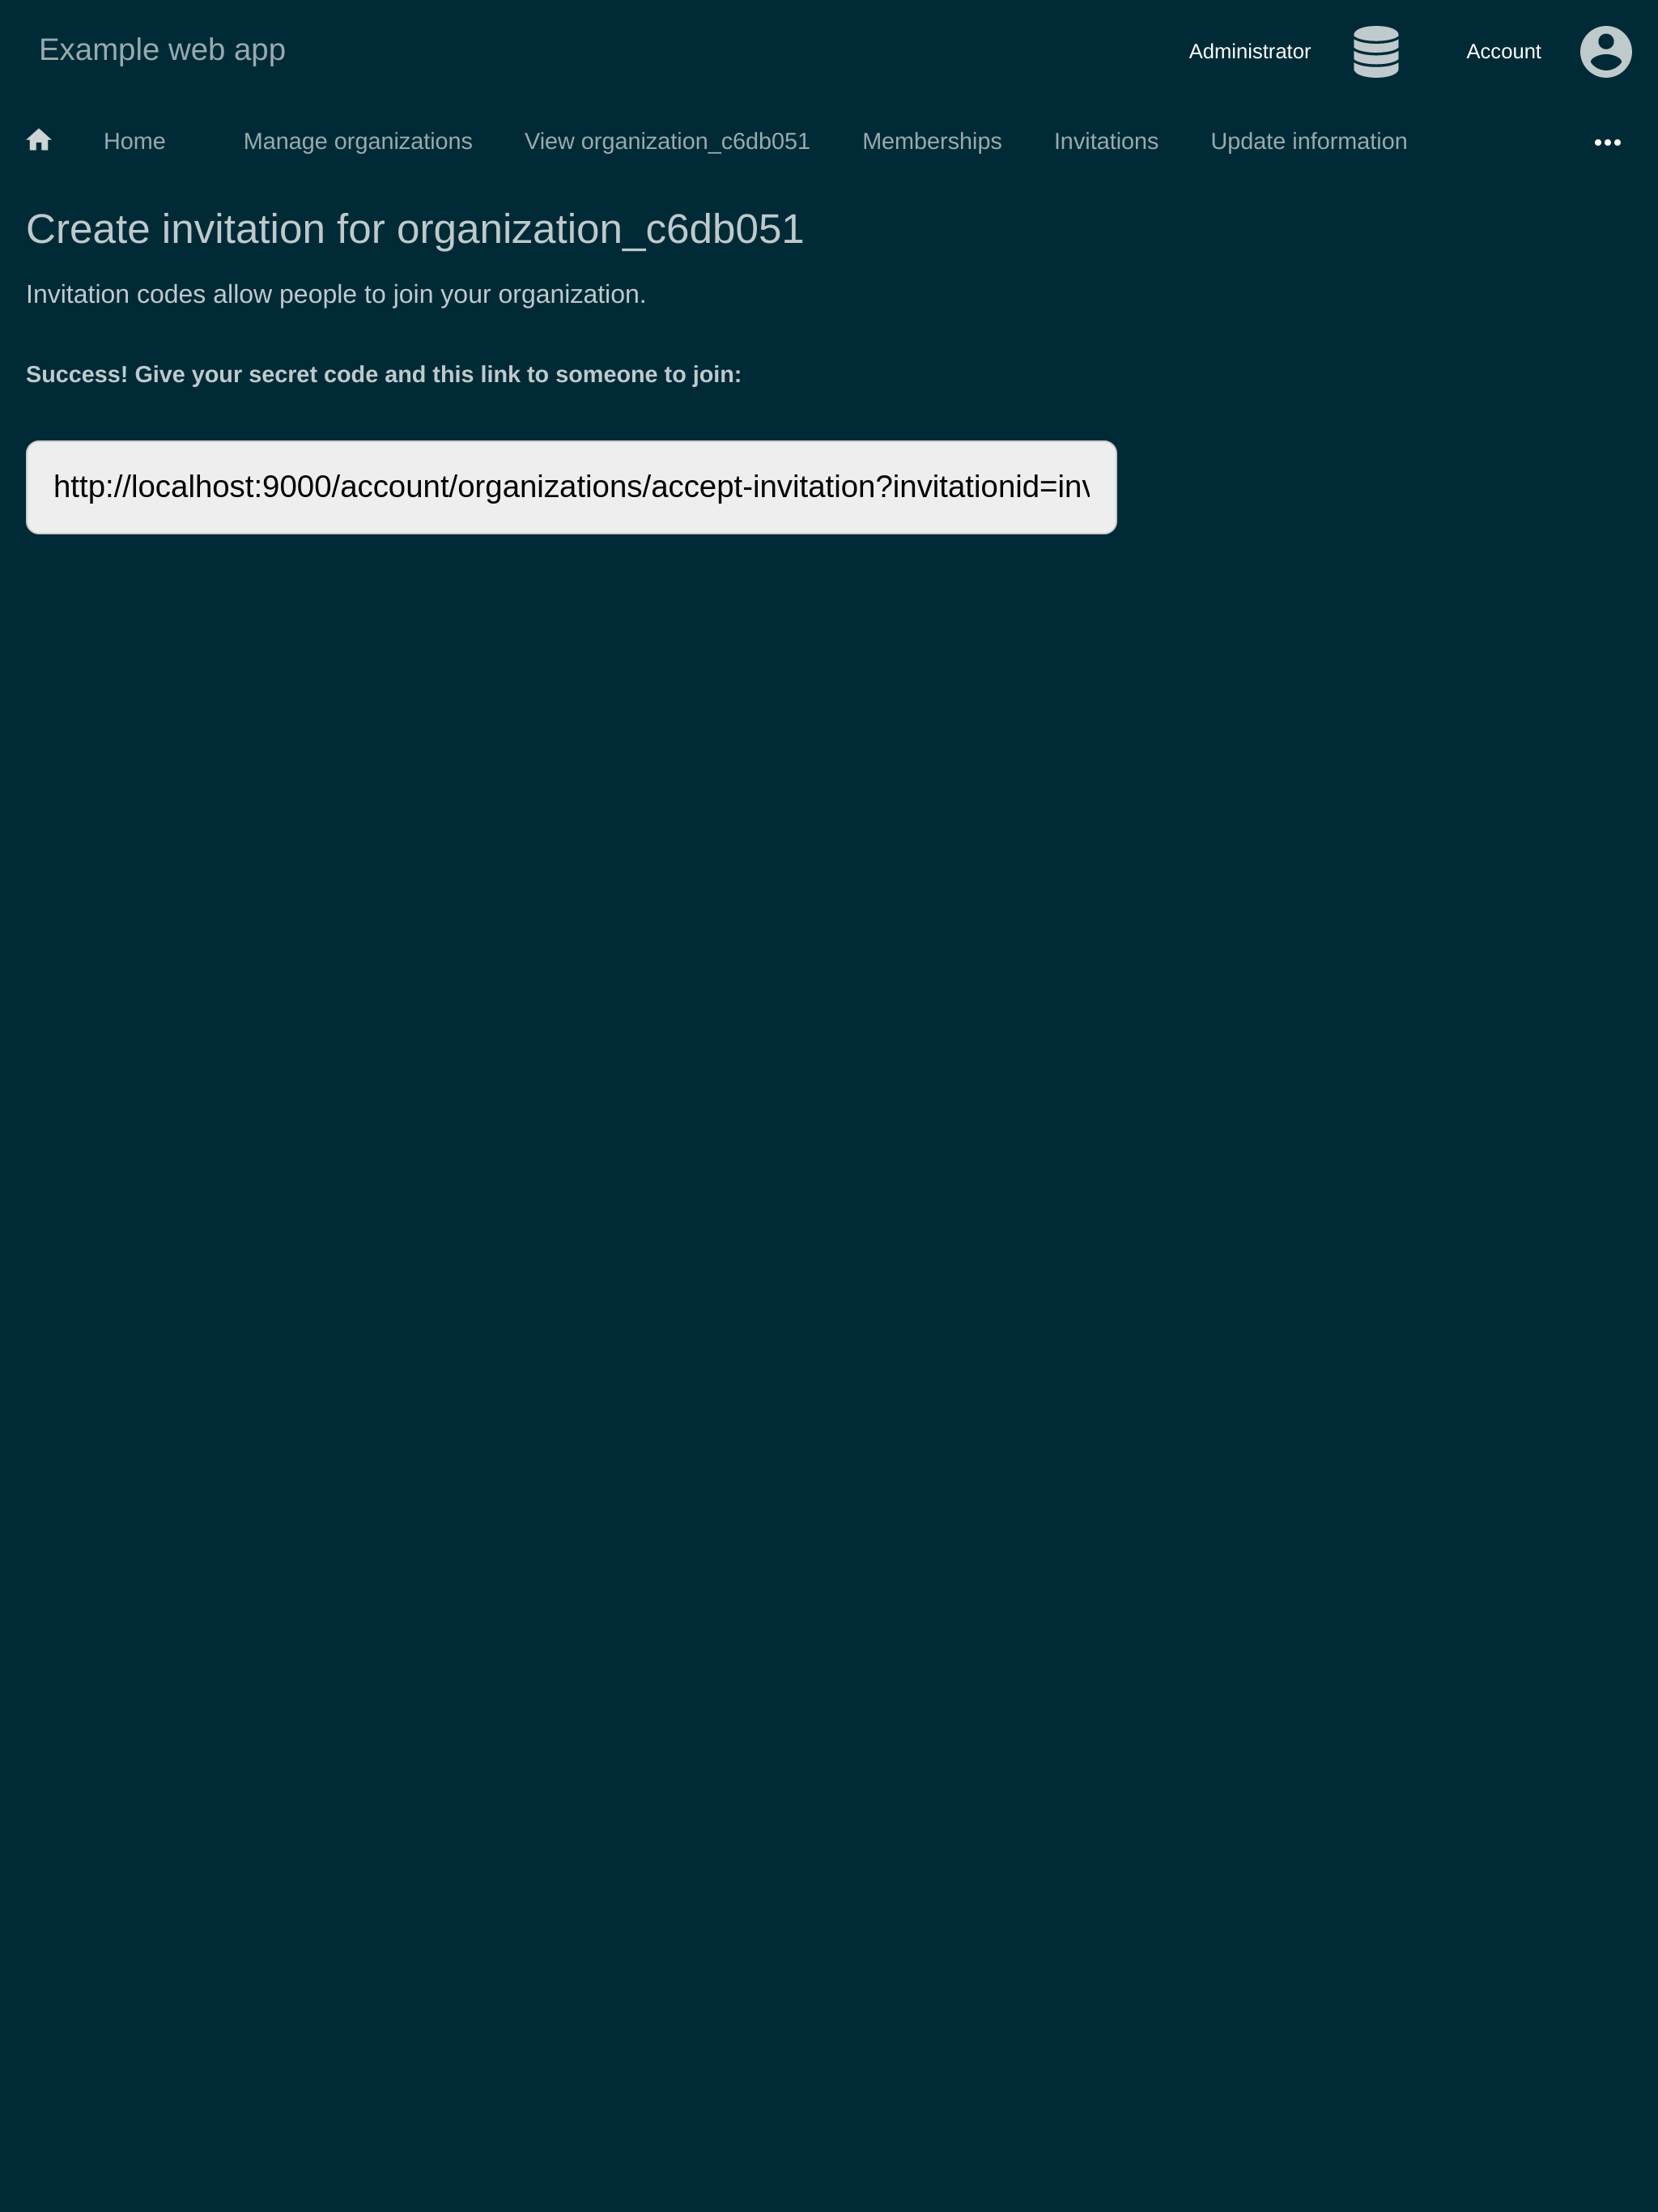 Example web app
Administrator
Account
Home
Manage organizations
View organization_c6db051
Memberships
Invitations
Update information
Create invitation for organization_c6db051
Invitation codes allow people to join your organization.
Success! Give your secret code and this link to someone to join:
http://localhost:9000/account/organizations/accept-invitation?invitationid=inv